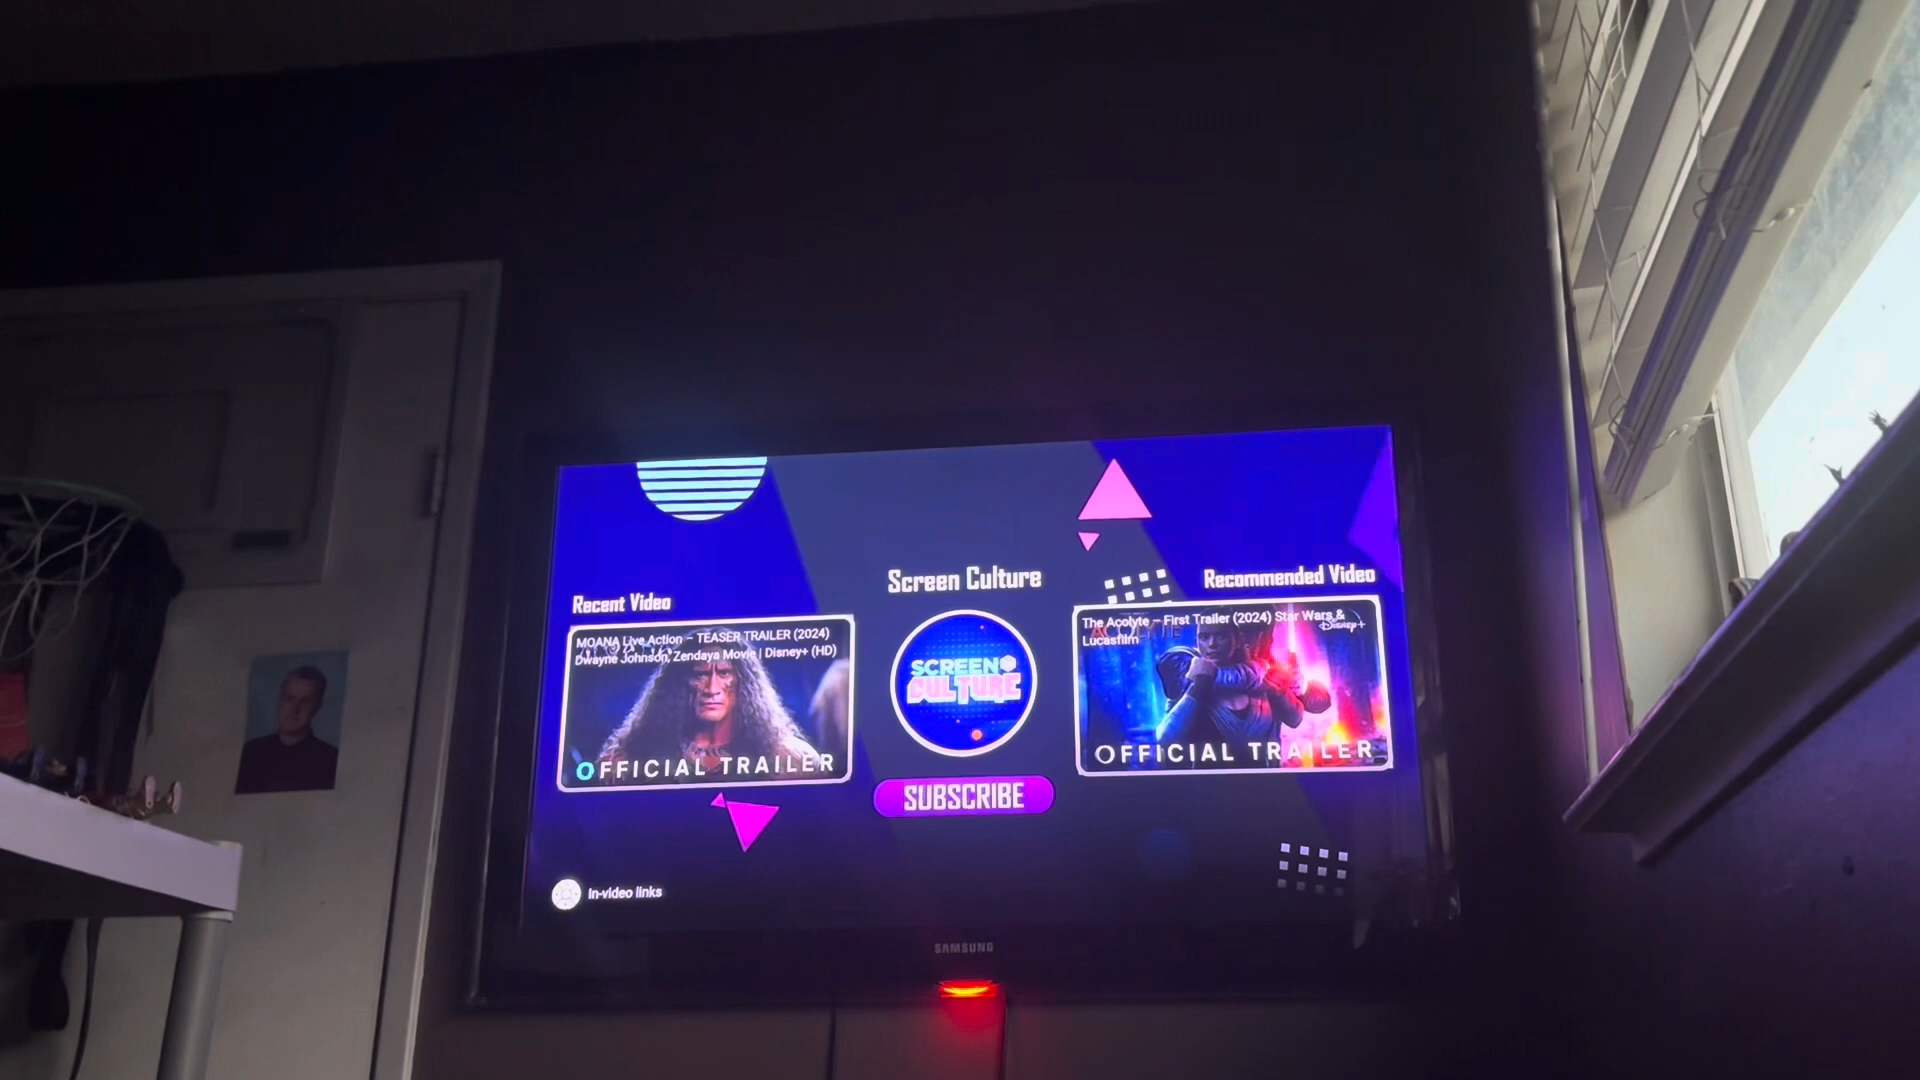 Screen Culture
Recommended Video
Recent Video
MOANA Live Action – TEASER TRAILER (2024)
Dwayne Johnson, Zendaya Movie | Disney+ (HD)
OFFICIAL TRAILER
SCREEN
CULTURE
SUBSCRIBE
The Acolyte – First Trailer (2024) Star Wars &
Lucasfilm
Disney+
OFFICIAL TRAILER
In-video links
SAMSUNG